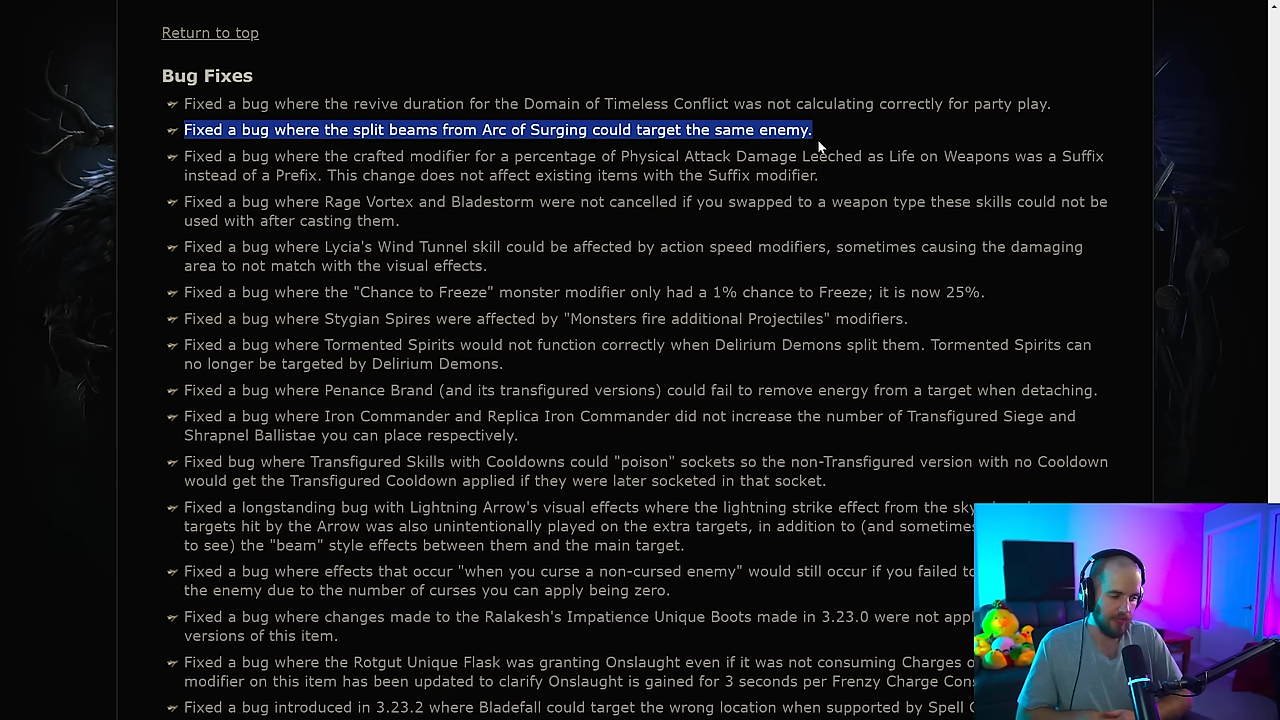 Return to top
Bug Fixes
Fixed a bug where the revive duration for the Domain of Timeless Conflict was not calculating correctly for party play.
Fixed a bug where the split beams from Arc of Surging could target the same enemy.
Fixed a bug where the crafted modifier for a percentage of Physical Attack Damage Leeched as Life on Weapons was a Suffix
instead of a Prefix. This change does not affect existing items with the Suffix modifier.
Fixed a bug where Rage Vortex and Bladestorm were not cancelled if you swapped to a weapon type these skills could not be
used with after casting them.
Fixed a bug where Lycia's Wind Tunnel skill could be affected by action speed modifiers, sometimes causing the damaging
area to not match with the visual effects.
Fixed a bug where the "Chance to Freeze" monster modifier only had a 1% chance to Freeze; it is now 25%.
Fixed a bug where Stygian Spires were affected by "Monsters fire additional Projectiles" modifiers.
Fixed a bug where Tormented Spirits would not function correctly when Delirium Demons split them. Tormented Spirits can
no longer be targeted by Delirium Demons.
Fixed a bug where Penance Brand (and its transfigured versions) could fail to remove energy from a target when detaching.
Fixed a bug where Iron Commander and Replica Iron Commander did not increase the number of Transfigured Siege and
Shrapnel Ballistae you can place respectively.
Fixed bug where Transfigured Skills with Cooldowns could "poison" sockets so the non-Transfigured version with no Cooldown
would get the Transfigured Cooldown applied if they were later socketed in that socket.
Fixed a longstanding bug with Lightning Arrow's visual effects where the lightning strike effect from the sky
targets hit by the Arrow was also unintentionally played on the extra targets, in addition to (and sometimes
to see) the "beam" style effects between them and the main target.
Fixed a bug where effects that occur "when you curse a non-cursed enemy" would still occur if you failed to
the enemy due to the number of curses you can apply being zero.
Fixed a bug where changes made to the Ralakesh's Impatience Unique Boots made in 3.23.0 were not appl
versions of this item.
Fixed a bug where the Rotgut Unique Flask was granting Onslaught even if it was not consuming Charges
modifier on this item has been updated to clarify Onslaught is gained for 3 seconds per Frenzy Charge Con
Fixed a bug introduced in 3.23.2 where Bladefall could target the wrong location when supported by Spell